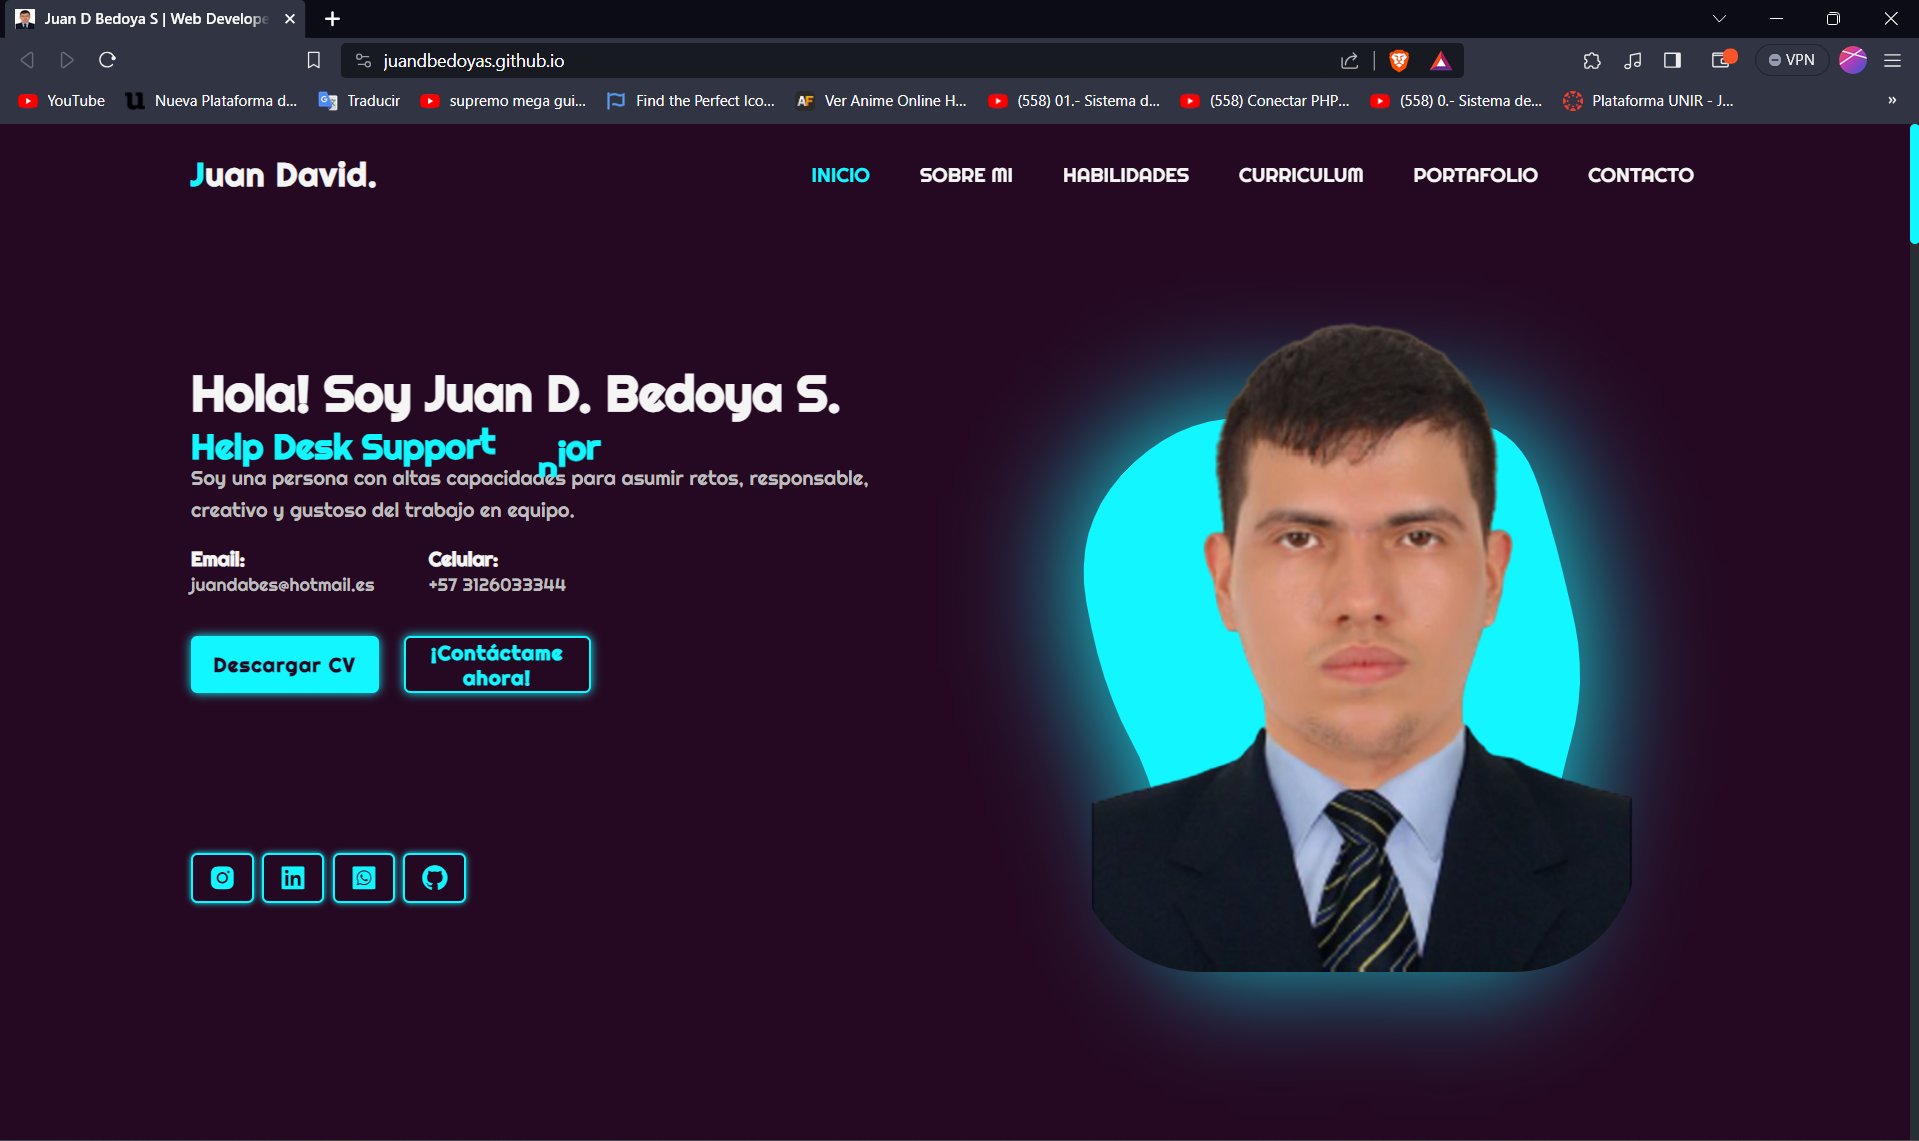 Juan D Bedoya S | Web Develope
juandbedoyas.github.io
VPN
YouTube
Nueva Plataforma d...
Traducir
supremo mega gui...
Find the Perfect Ico...
AF
Ver Anime Online H...
(558) 01.- Sistema d...
(558) Conectar PHP...
(558) 0.- Sistema de...
Plataforma UNIR - J...
Juan David.
INICIO
SOBRE MI
HABILIDADES
CURRICULUM
PORTAFOLIO
CONTACTO
Hola! Soy Juan D. Bedoya S.
Help Desk Support nior
Soy una persona con altas capacidades para asumir retos, responsable,
creativo y gustoso del trabajo en equipo.
Email:
juandabes@hotmail.es
Celular:
+57 3126033344
Descargar CV
¡Contáctame
ahora!
in